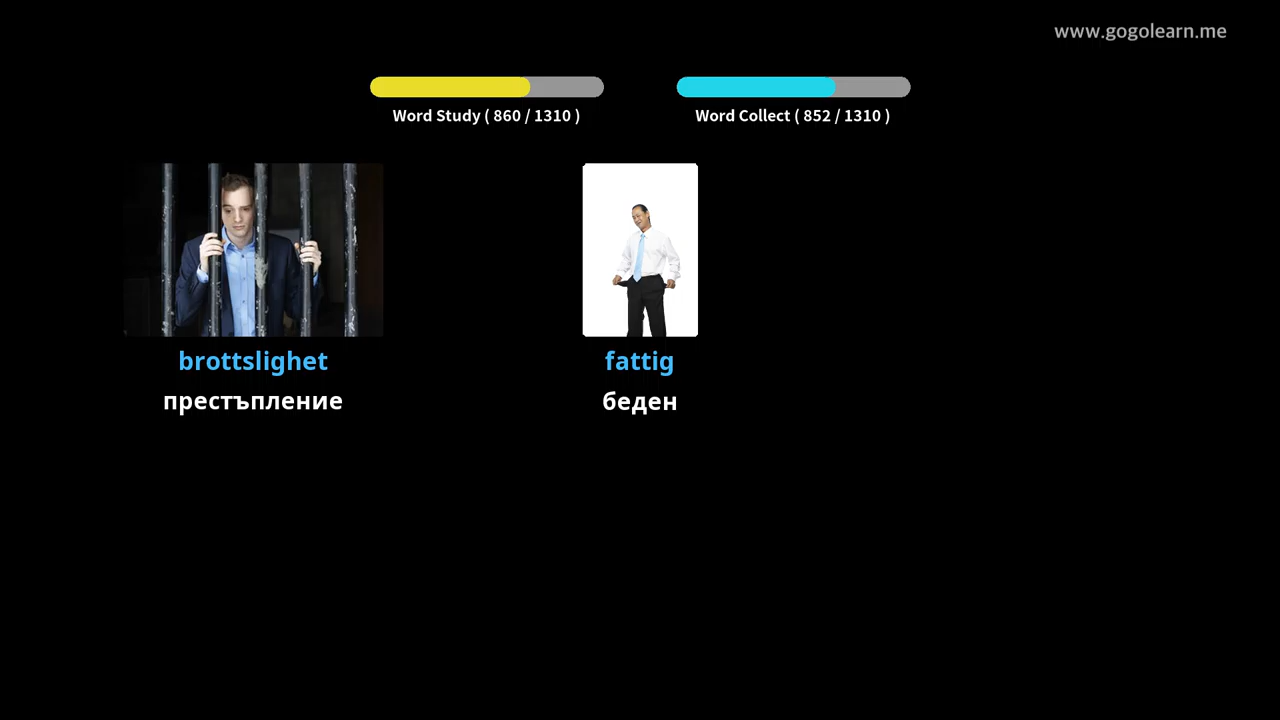 www.gogolearn.me
Word Study ( 860 / 1310 )
Word Collect ( 852 / 1310 )
brottslighet
престъпление
fattig
беден